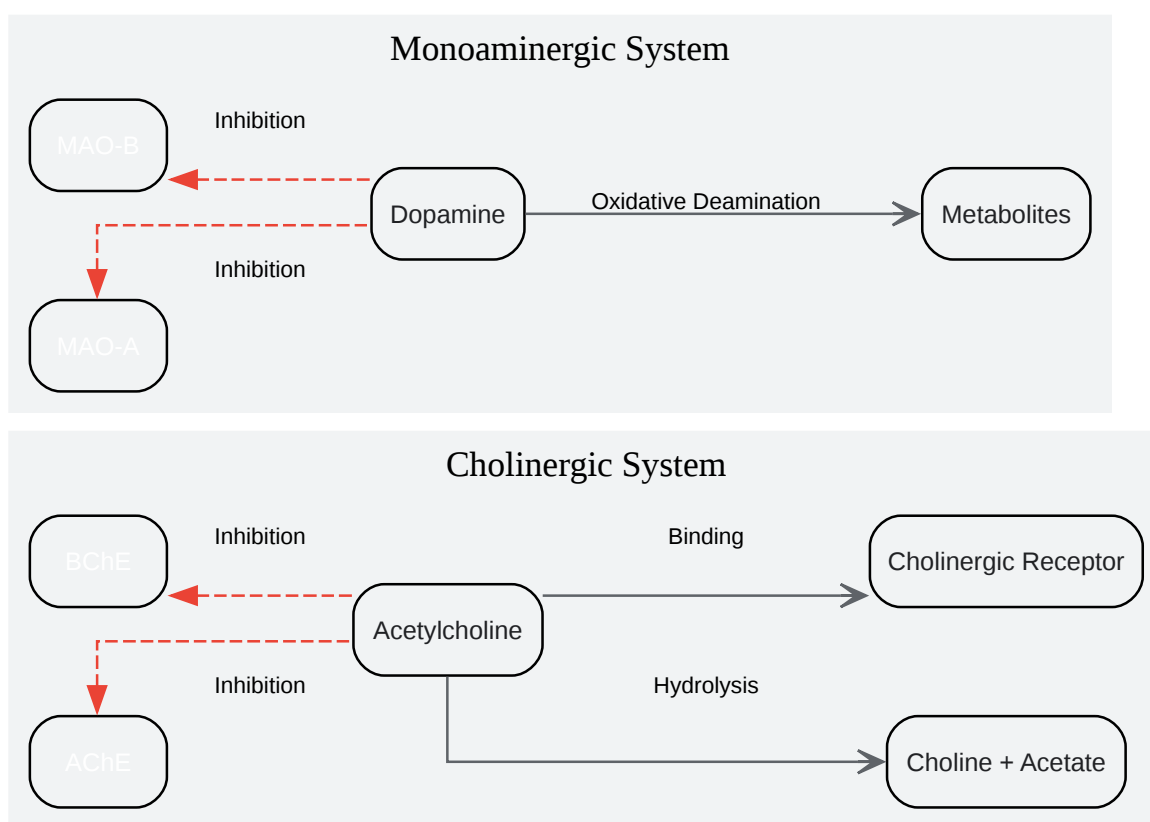 Monoaminergic System
MAO-B
Inhibition
Dopamine
Oxidative Deamination
Metabolites
Inhibition
MAO-A
Cholinergic System
BChE
Inhibition
Binding
Cholinergic Receptor
Acetylcholine
Inhibition
Hydrolysis
AChE
Choline + Acetate